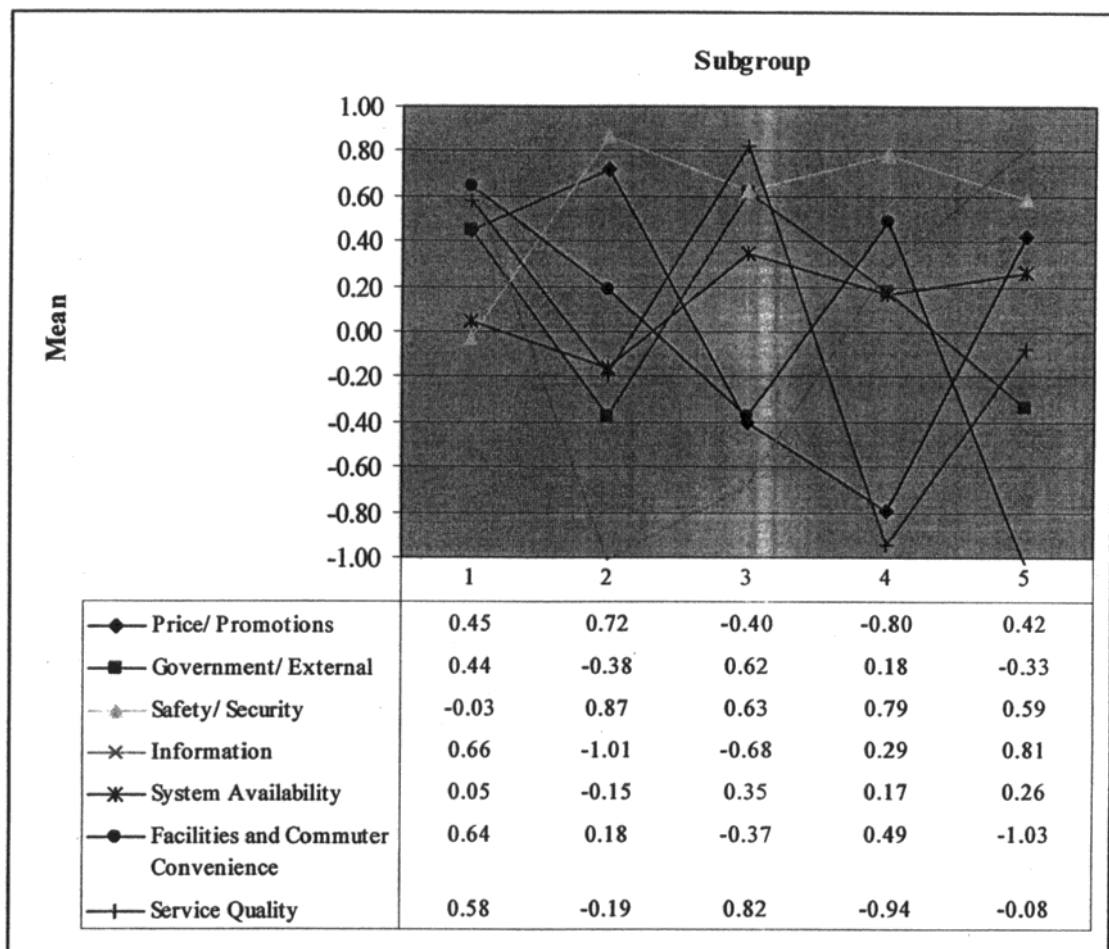 Subgroup
Mean
1.00
0.80
0.60
0.40
0.20
0.00
-0.20
-0.40
-0.60
-0.80
-1.00
1 2 3 4 5
Price/ Promotions 0.45 0.72 -0.40 -0.80 0.42
Government/ External 0.44 -0.38 0.62 0.18 -0.33
Safety/ Security -0.03 0.87 0.63 0.79 0.59
Information 0.66 -1.01 -0.68 0.29 0.81
System Availability 0.05 -0.15 0.35 0.17 0.26
Facilities and Commuter 0.64 0.18 -0.37 0.49 -1.03
Convenience
Service Quality 0.58 -0.19 0.82 -0.94 -0.08